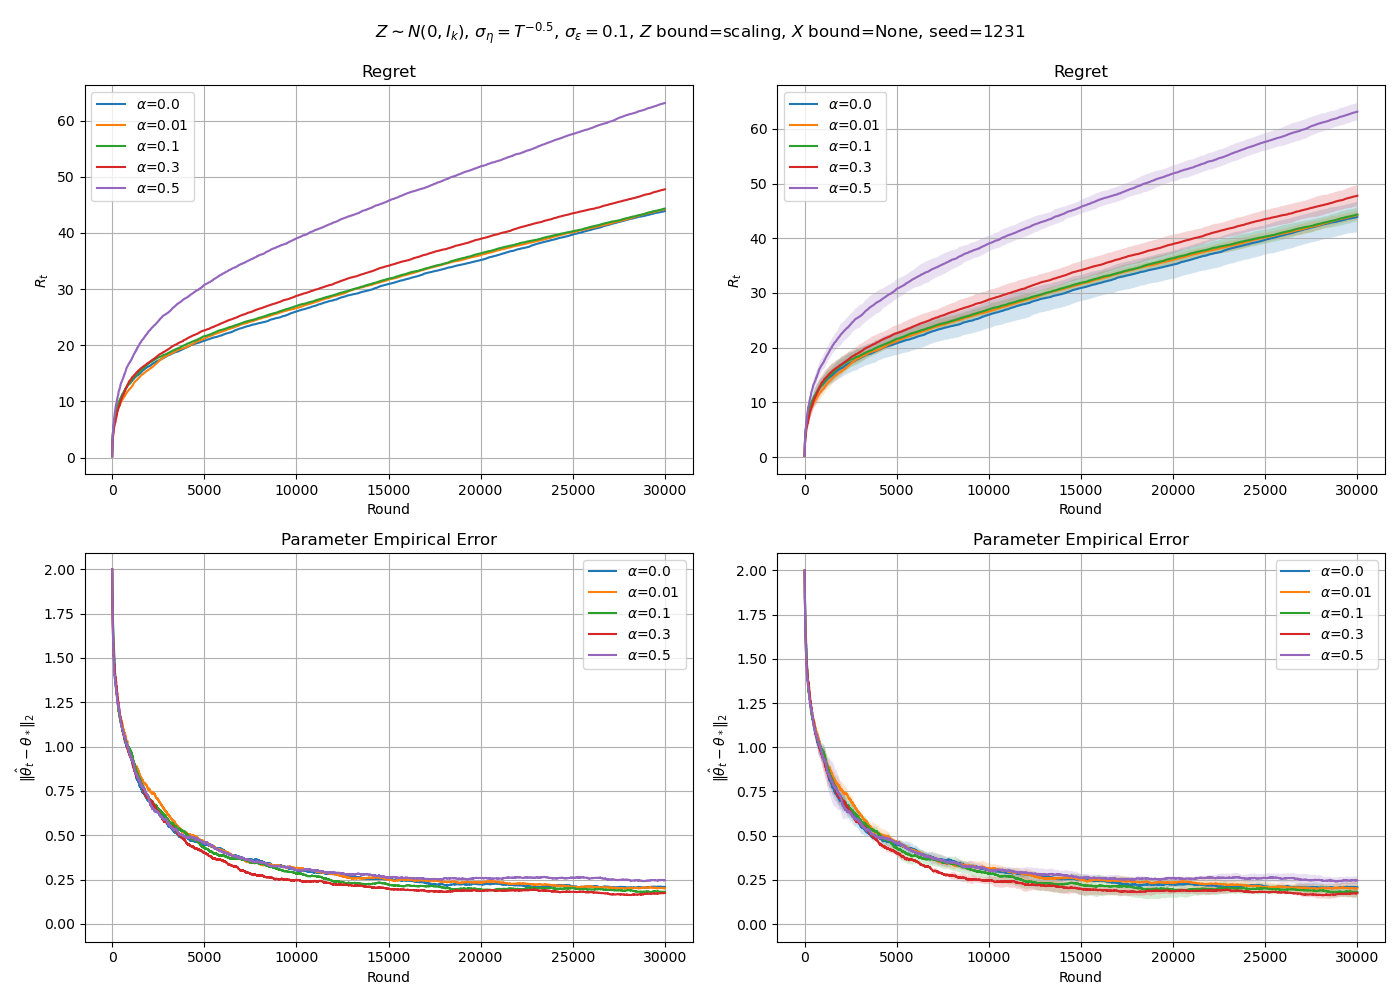 Z ∼ N(0, I_k), σ_η = T^{−0.5}, σ_ε = 0.1, Z bound=scaling, X bound=None, seed=1231
Regret
R_t
60
50
40
30
20
10
0
α=0.0
α=0.01
α=0.1
α=0.3
α=0.5
0 5000 10000 15000 20000 25000 30000
Round
Regret
R_t
60
50
40
30
20
10
0
α=0.0
α=0.01
α=0.1
α=0.3
α=0.5
0 5000 10000 15000 20000 25000 30000
Round
Parameter Empirical Error
‖θ̂_t − θ_*‖_2
2.00
1.75
1.50
1.25
1.00
0.75
0.50
0.25
0.00
α=0.0
α=0.01
α=0.1
α=0.3
α=0.5
0 5000 10000 15000 20000 25000 30000
Round
Parameter Empirical Error
‖θ̂_t − θ_*‖_2
2.00
1.75
1.50
1.25
1.00
0.75
0.50
0.25
0.00
α=0.0
α=0.01
α=0.1
α=0.3
α=0.5
0 5000 10000 15000 20000 25000 30000
Round